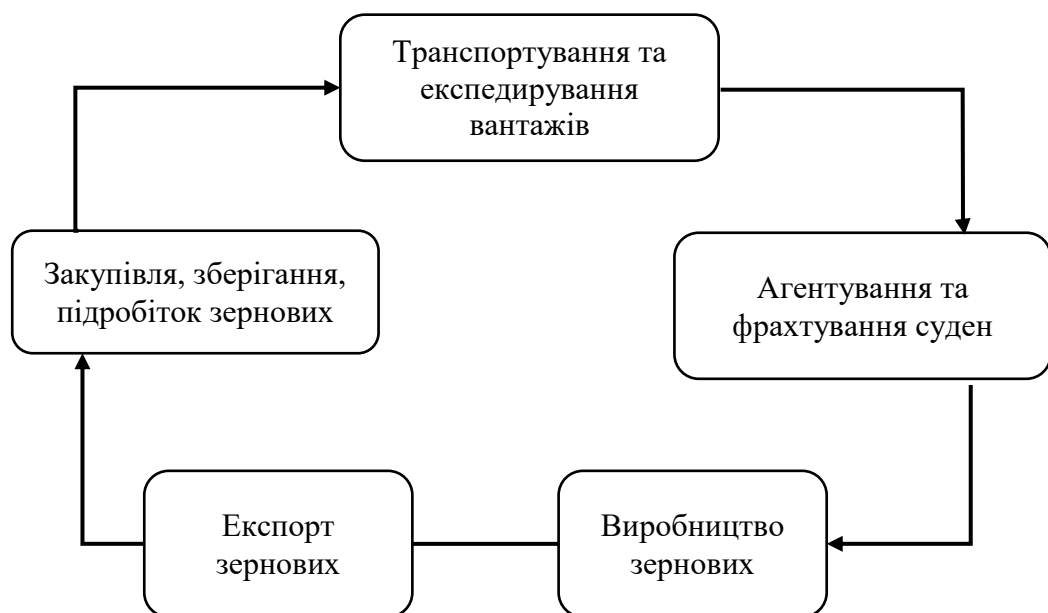 Транспортування та
експедирування
вантажів
Закупівля, зберігання,
підробіток зернових
Агентування та
фрахтування суден
Експорт
зернових
Виробництво
зернових